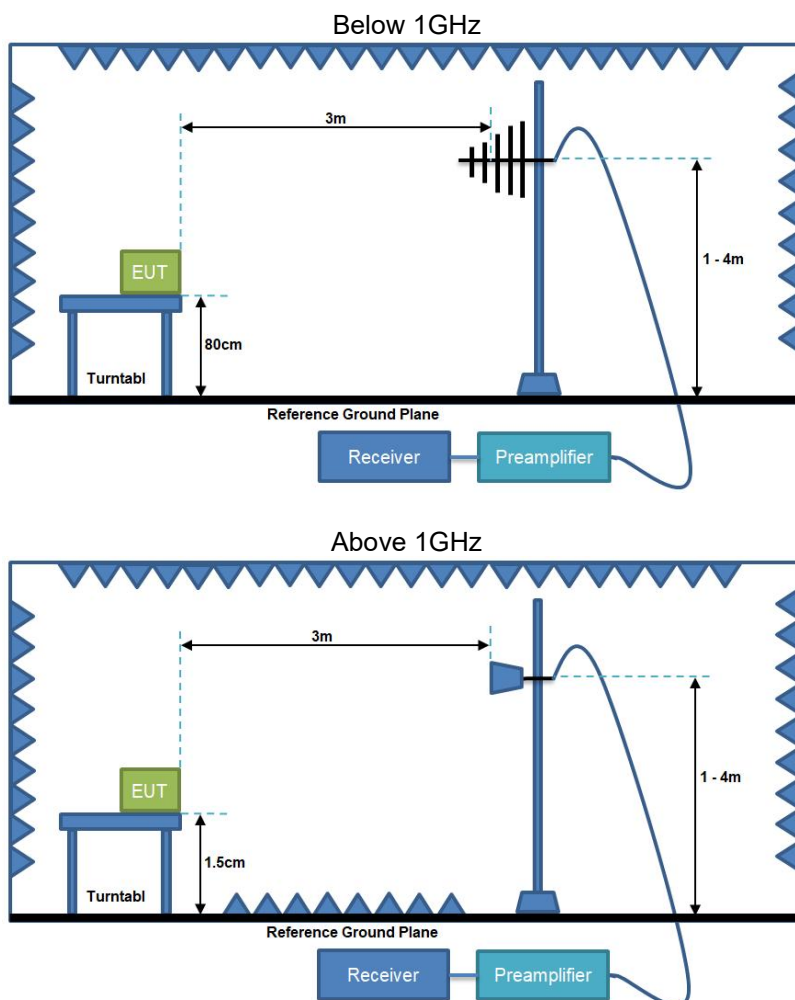 Below 1GHz
3m
EUT
1 - 4m
80cm
Turntabl
Reference Ground Plane
Receiver
Preamplifier
Above 1GHz
3m
EUT
1 - 4m
1.5cm
Turntabl
Reference Ground Plane
Receiver
Preamplifier